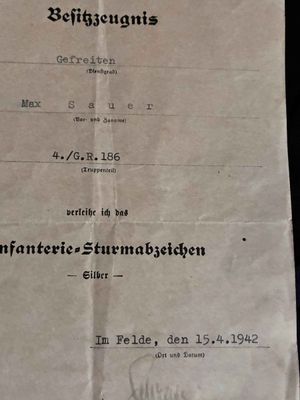 Besitzzeugnis
Gefreiten
(Dienstgrad)
Max Sauer
(Vor- und Zuname)
4./G.R.186
(Truppenteil)
verleihe ich das
Infanterie-Sturmabzeichen
— Silber —
Im Felde, den 15.4.1942
(Ort und Datum)